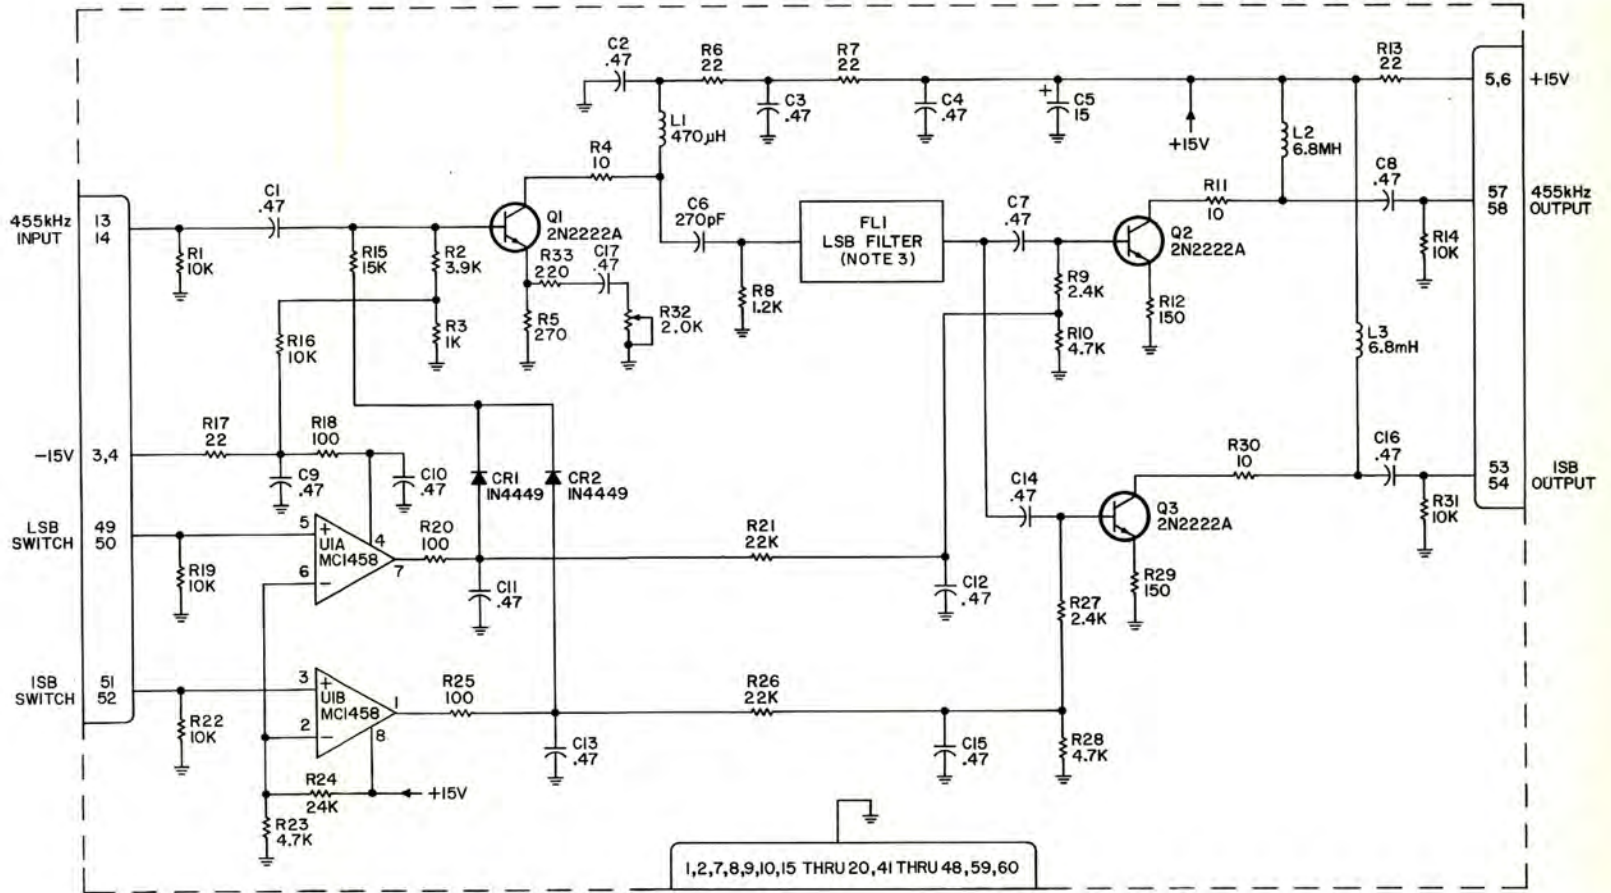 C2
.47
R6
22
R7
22
R13
22
5,6
+15V
C3
.47
C4
.47
+
C5
15
L1
470µH
+15V
L2
6.8MH
R4
10
C8
.47
455kHz
INPUT
13
14
C1
.47
Q1
2N2222A
C6
270pF
FL1
LSB FILTER
(NOTE 3)
C7
.47
R11
10
Q2
2N2222A
57
58
455kHz
OUTPUT
R1
10K
R15
15K
R2
3.9K
R33
220
C17
.47
R14
10K
R9
2.4K
R12
150
R8
1.2K
R16
10K
R3
1K
R5
270
R32
2.0K
R10
4.7K
L3
6.8mH
-15V
3,4
R17
22
R18
100
C9
.47
C10
.47
CR1
IN4449
CR2
IN4449
R30
10
C16
.47
53
54
ISB
OUTPUT
C14
.47
Q3
2N2222A
R31
10K
LSB
SWITCH
49
50
5
+
U1A
MC1458
4
7
6
-
R20
100
R21
22K
R19
10K
C11
.47
C12
.47
R27
2.4K
R29
150
ISB
SWITCH
51
52
3
+
U1B
MC1458
1
2
-
8
R25
100
R26
22K
R22
10K
C13
.47
C15
.47
R28
4.7K
R24
24K
+15V
R23
4.7K
1,2,7,8,9,10,15 THRU 20,41 THRU 48,59,60